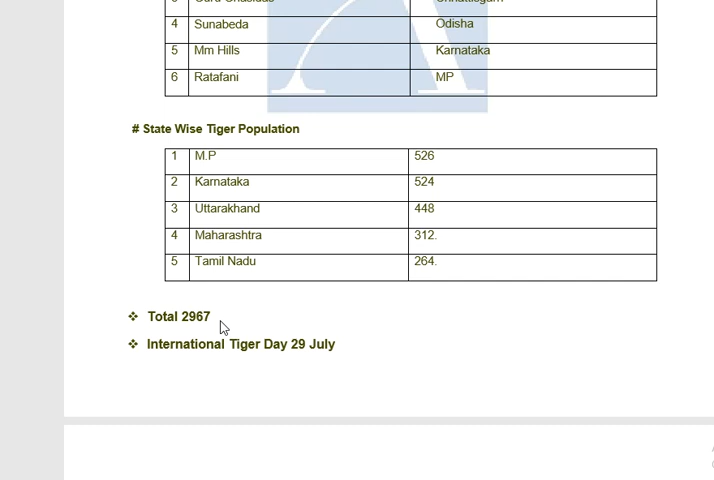 4 Sunabeda Odisha
5 Mm Hills Karnataka
6 Ratafani MP
# State Wise Tiger Population
1 M.P 526
2 Karnataka 524
3 Uttarakhand 448
4 Maharashtra 312.
5 Tamil Nadu 264.
❖ Total 2967
❖ International Tiger Day 29 July